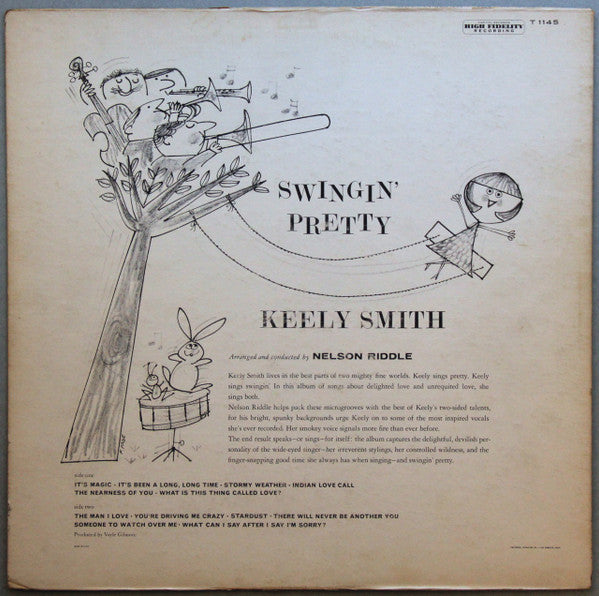 HIGH FIDELITY
RECORDING
T 1145
SWINGIN'
PRETTY
KEELY SMITH
Arranged and conducted by NELSON RIDDLE
Keely Smith lives in the best parts of two mighty fine worlds. Keely sings pretty. Keely
sings swingin. In this album of songs about delighted love and unrequited love, she
sings both.
Nelson Riddle helps pack these microgrooves with the best of Keely's two-sided talents,
for his bright, spunky backgrounds urge Keely on to some of the most inspired vocals
she's ever recorded. Her smokey voice signals more fire than ever before.
The end result speaks—or sings—for itself: the album captures the delightful, devilish per-
sonality of the wide-eyed singer—her irreverent stylings, her controlled wildness, and the
finger-snapping good time she always has when singing—and swingin' pretty.
side one
IT'S MAGIC · IT'S BEEN A LONG, LONG TIME · STORMY WEATHER · INDIAN LOVE CALL
THE NEARNESS OF YOU · WHAT IS THIS THING CALLED LOVE?
side two
THE MAN I LOVE · YOU'RE DRIVING ME CRAZY · STARDUST · THERE WILL NEVER BE ANOTHER YOU
SOMEONE TO WATCH OVER ME · WHAT CAN I SAY AFTER I SAY I'M SORRY?
Produced by Voyle Gilmore